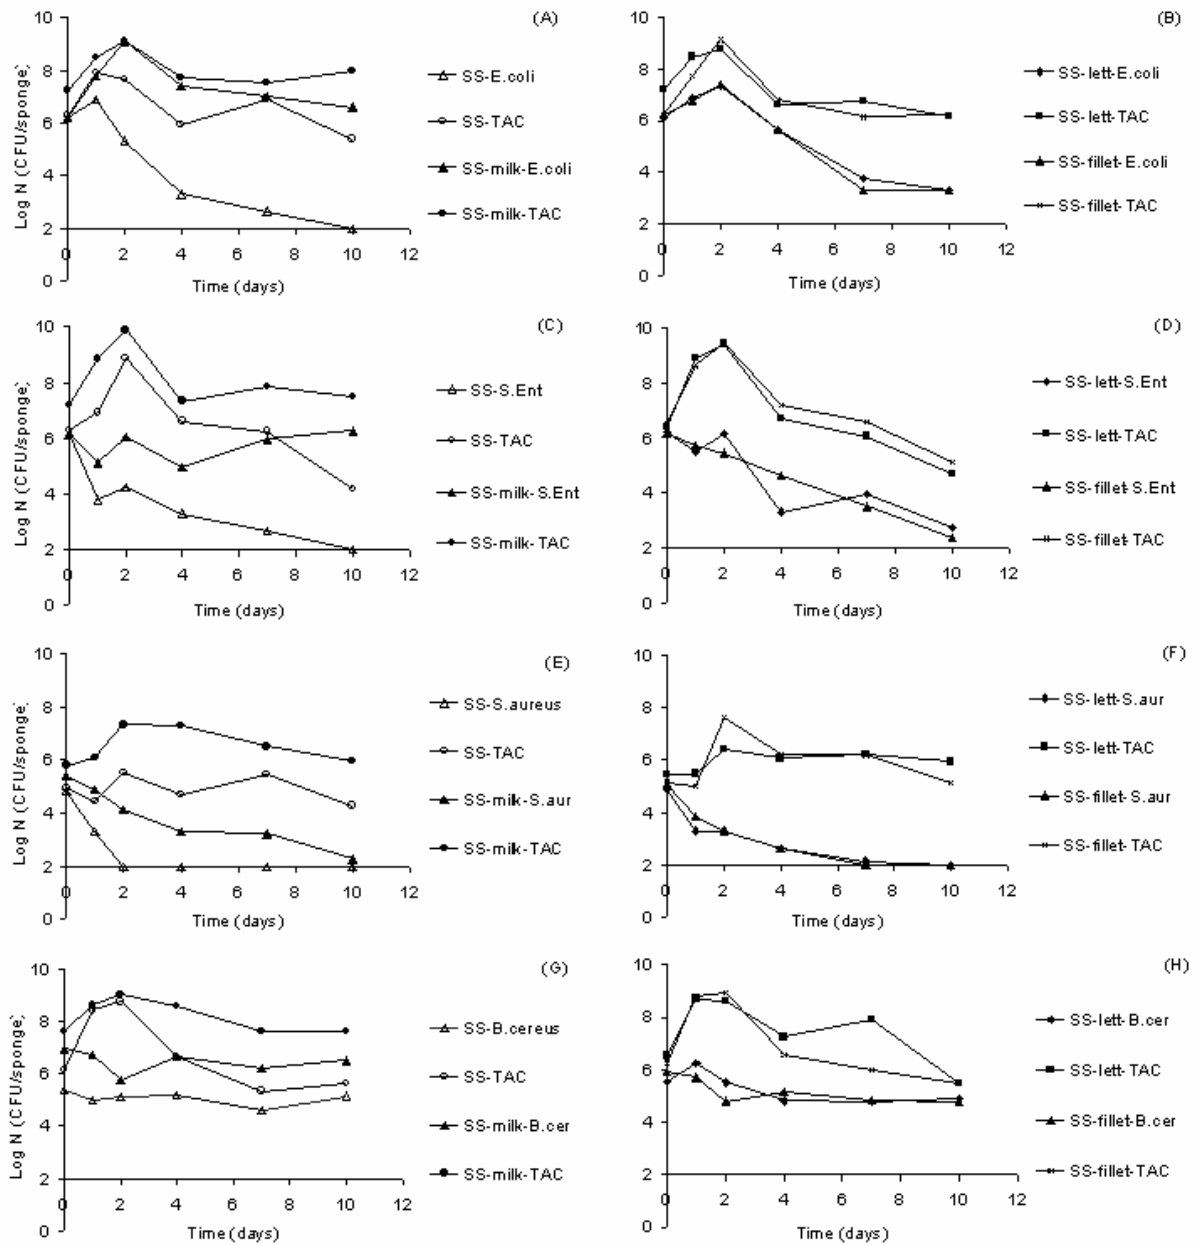 (A)
10
8
6
4
2
0
Log N (CFU/sponge)
0 2 4 6 8 10 12
Time (days)
SS-E.coli
SS-TAC
SS-milk-E.coli
SS-milk-TAC
(B)
10
8
6
4
2
0
0 2 4 6 8 10 12
Time (days)
SS-lett-E.coli
SS-lett-TAC
SS-fillet-E.coli
SS-fillet-TAC
(C)
10
8
6
4
2
0
Log N (CFU/sponge)
0 2 4 6 8 10 12
Time (days)
SS-S.Ent
SS-TAC
SS-milk-S.Ent
SS-milk-TAC
(D)
10
8
6
4
2
0
0 2 4 6 8 10 12
Time (days)
SS-lett-S.Ent
SS-lett-TAC
SS-fillet-S.Ent
SS-fillet-TAC
(E)
10
8
6
4
2
0
Log N (CFU/sponge)
0 2 4 6 8 10 12
Time (days)
SS-S.aureus
SS-TAC
SS-milk-S.aur
SS-milk-TAC
(F)
10
8
6
4
2
0
0 2 4 6 8 10 12
Time (days)
SS-lett-S.aur
SS-lett-TAC
SS-fillet-S.aur
SS-fillet-TAC
(G)
10
8
6
4
2
0
Log N (CFU/sponge)
0 2 4 6 8 10 12
Time (days)
SS-B.cereus
SS-TAC
SS-milk-B.cer
SS-milk-TAC
(H)
10
8
6
4
2
0
0 2 4 6 8 10 12
Time (days)
SS-lett-B.cer
SS-lett-TAC
SS-fillet-B.cer
SS-fillet-TAC